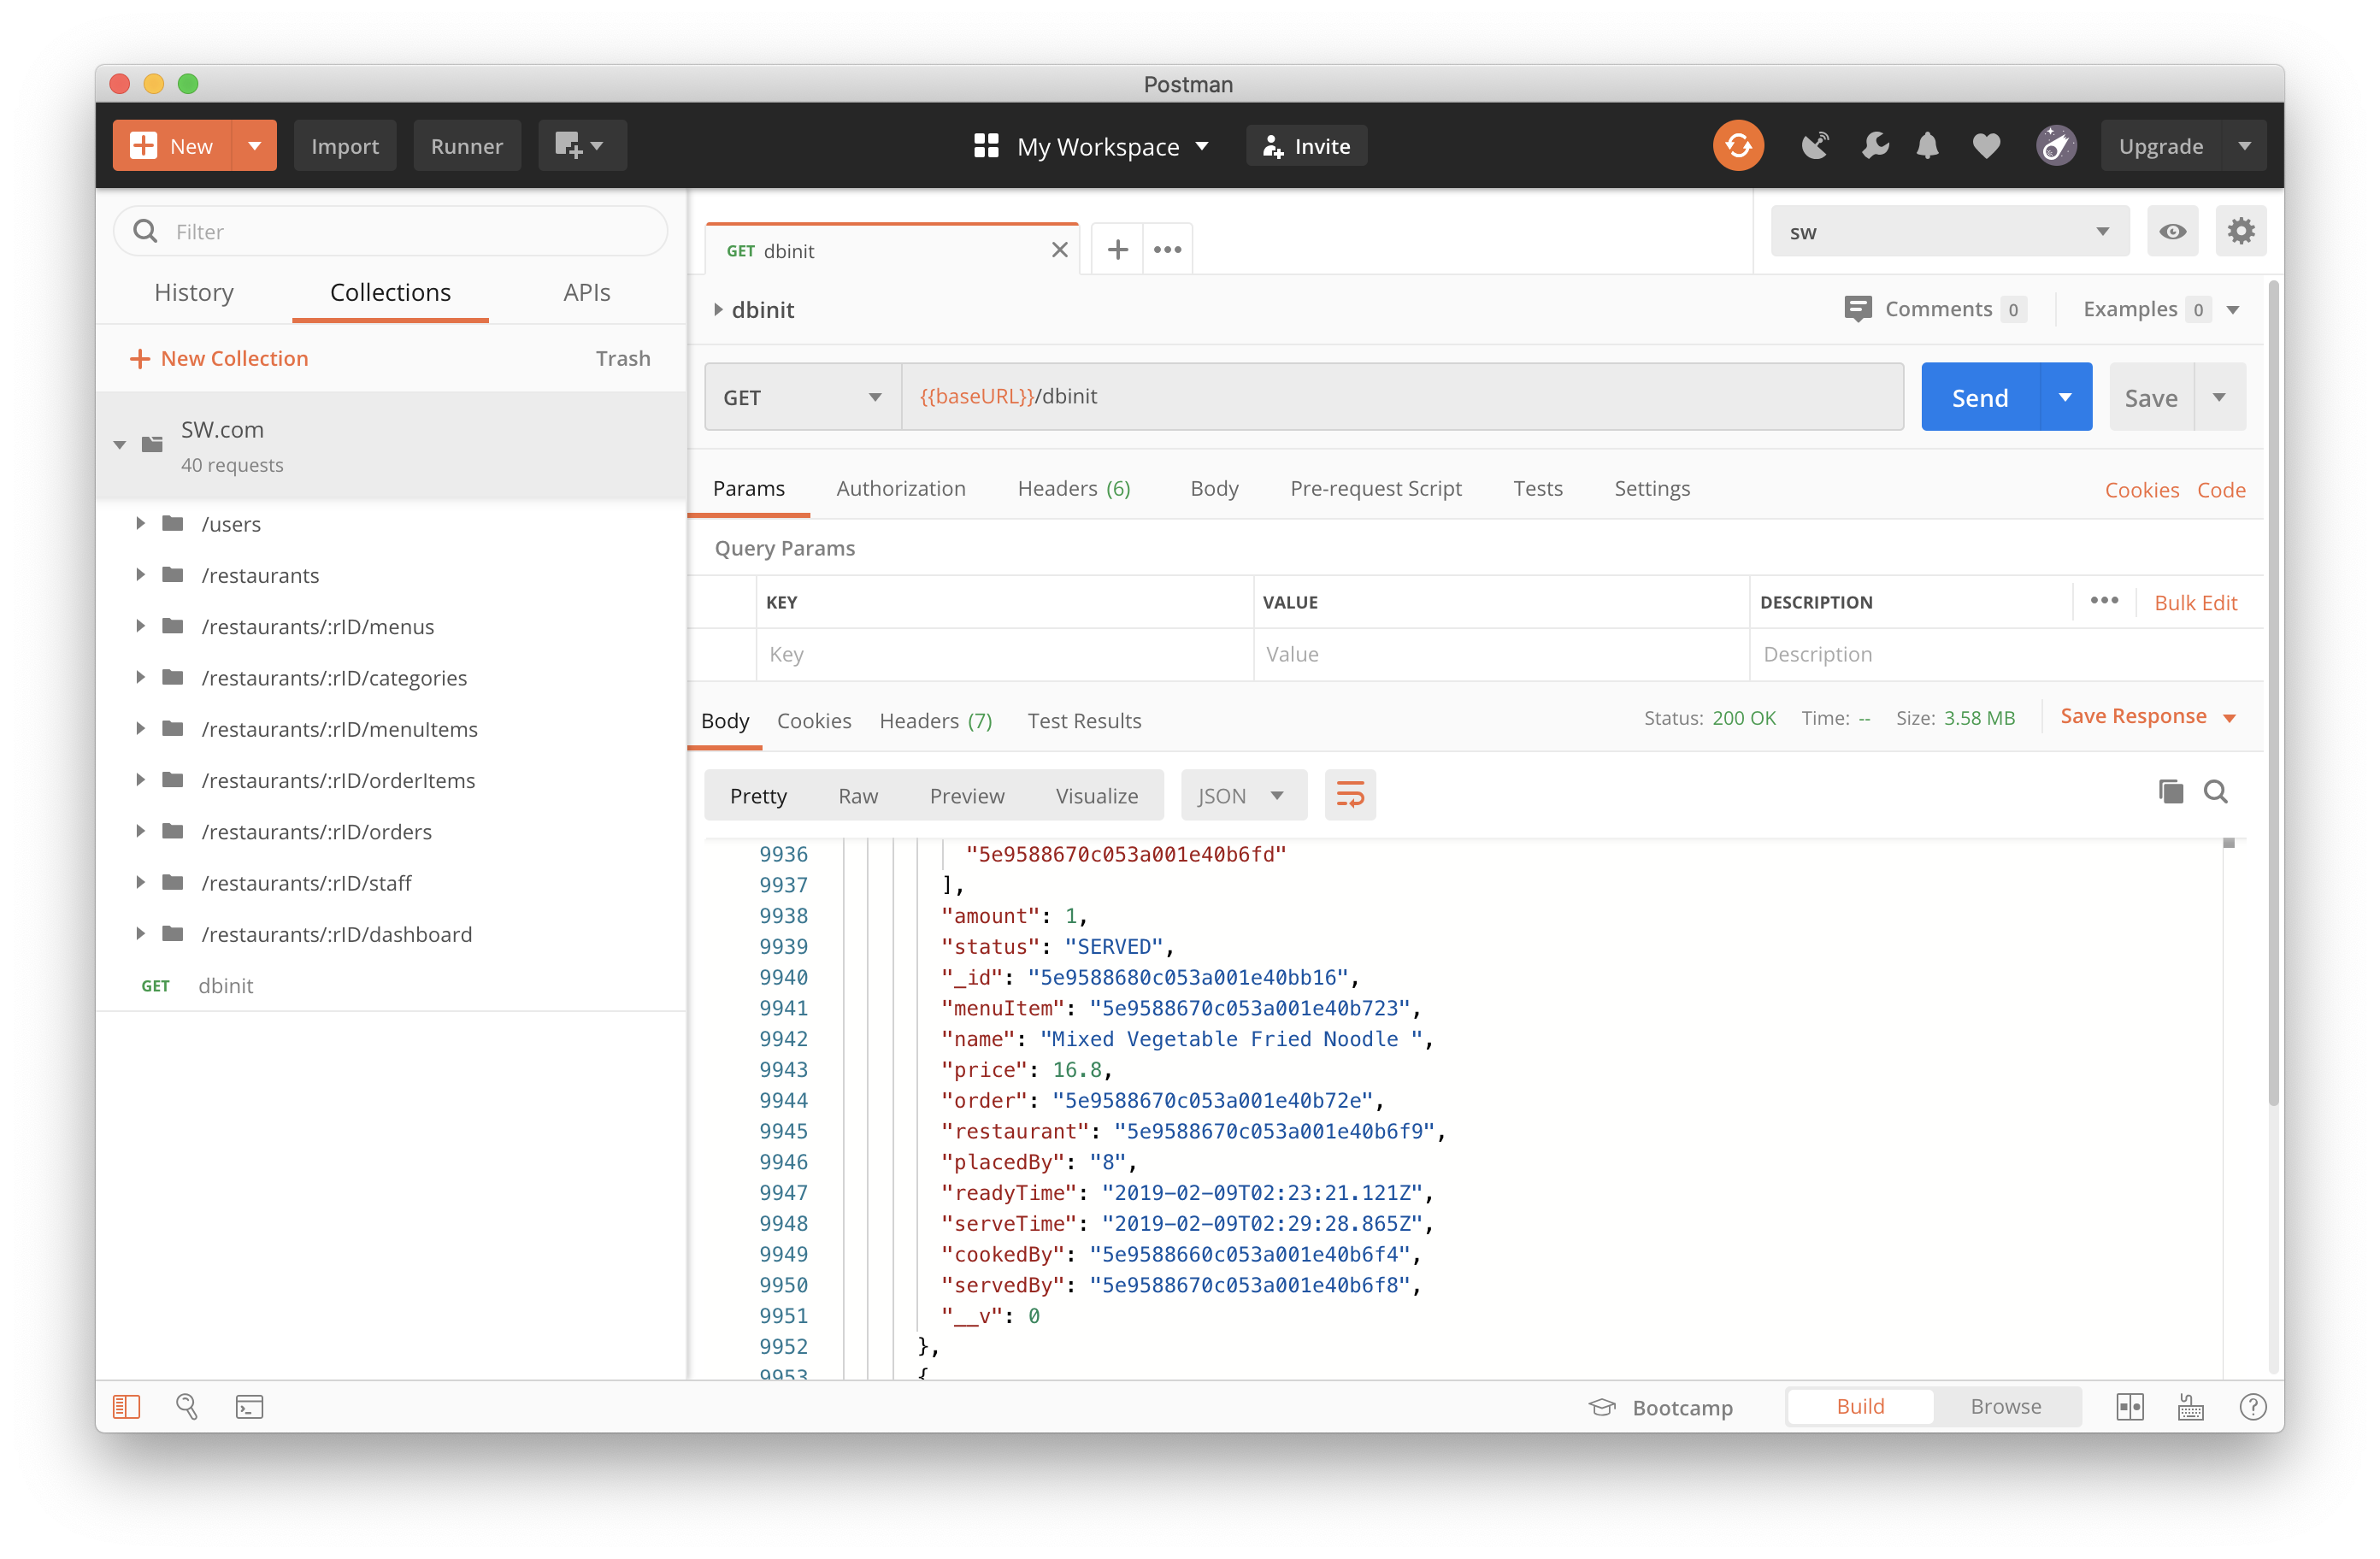 Postman
New
Import
Runner
My Workspace
Invite
Upgrade
Filter
History
Collections
APIs
New Collection
Trash
SW.com
40 requests
/users
/restaurants
/restaurants/:rID/menus
/restaurants/:rID/categories
/restaurants/:rID/menuItems
/restaurants/:rID/orderItems
/restaurants/:rID/orders
/restaurants/:rID/staff
/restaurants/:rID/dashboard
GET dbinit
GET dbinit
sw
dbinit
Comments 0
Examples 0
GET
{{baseURL}}/dbinit
Send
Save
Params
Authorization
Headers (6)
Body
Pre-request Script
Tests
Settings
Cookies
Code
Query Params
KEY
VALUE
DESCRIPTION
Bulk Edit
Key
Value
Description
Body
Cookies
Headers (7)
Test Results
Status: 200 OK
Time: --
Size: 3.58 MB
Save Response
Pretty
Raw
Preview
Visualize
JSON
9936 "5e9588670c053a001e40b6fd"
9937 ],
9938 "amount": 1,
9939 "status": "SERVED",
9940 "_id": "5e9588680c053a001e40bb16",
9941 "menuItem": "5e9588670c053a001e40b723",
9942 "name": "Mixed Vegetable Fried Noodle ",
9943 "price": 16.8,
9944 "order": "5e9588670c053a001e40b72e",
9945 "restaurant": "5e9588670c053a001e40b6f9",
9946 "placedBy": "8",
9947 "readyTime": "2019-02-09T02:23:21.121Z",
9948 "serveTime": "2019-02-09T02:29:28.865Z",
9949 "cookedBy": "5e9588660c053a001e40b6f4",
9950 "servedBy": "5e9588670c053a001e40b6f8",
9951 "__v": 0
9952 },
9953 {
Bootcamp
Build
Browse